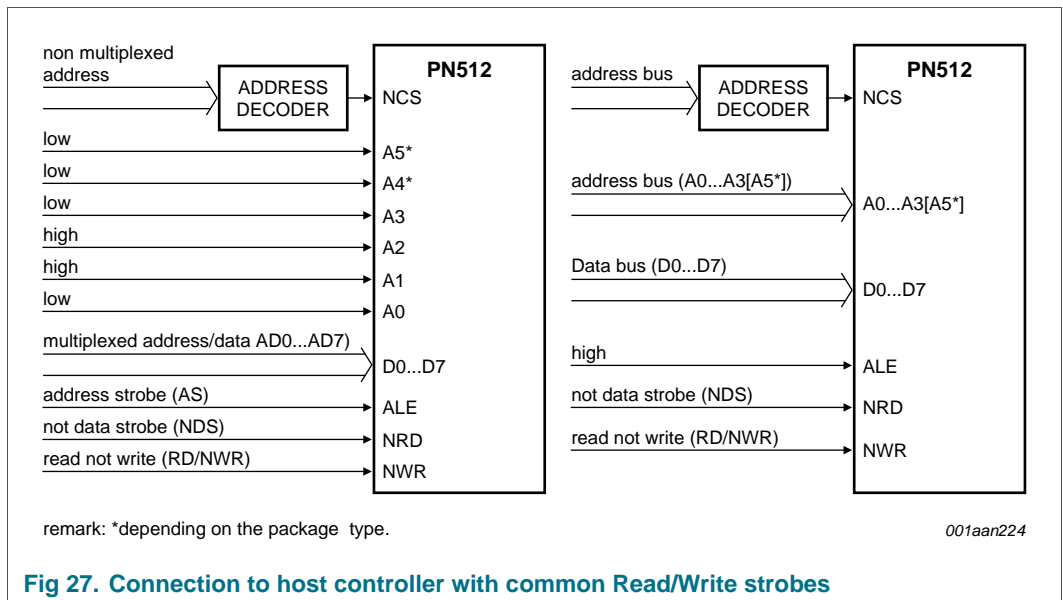 non multiplexed
address
ADDRESS
DECODER
PN512
NCS
low
A5*
low
A4*
low
A3
high
A2
high
A1
low
A0
multiplexed address/data AD0...AD7)
D0...D7
address strobe (AS)
ALE
not data strobe (NDS)
NRD
read not write (RD/NWR)
NWR
address bus
ADDRESS
DECODER
PN512
NCS
address bus (A0...A3[A5*])
A0...A3[A5*]
Data bus (D0...D7)
D0...D7
high
ALE
not data strobe (NDS)
NRD
read not write (RD/NWR)
NWR
remark: *depending on the package type.
001aan224
Fig 27. Connection to host controller with common Read/Write strobes